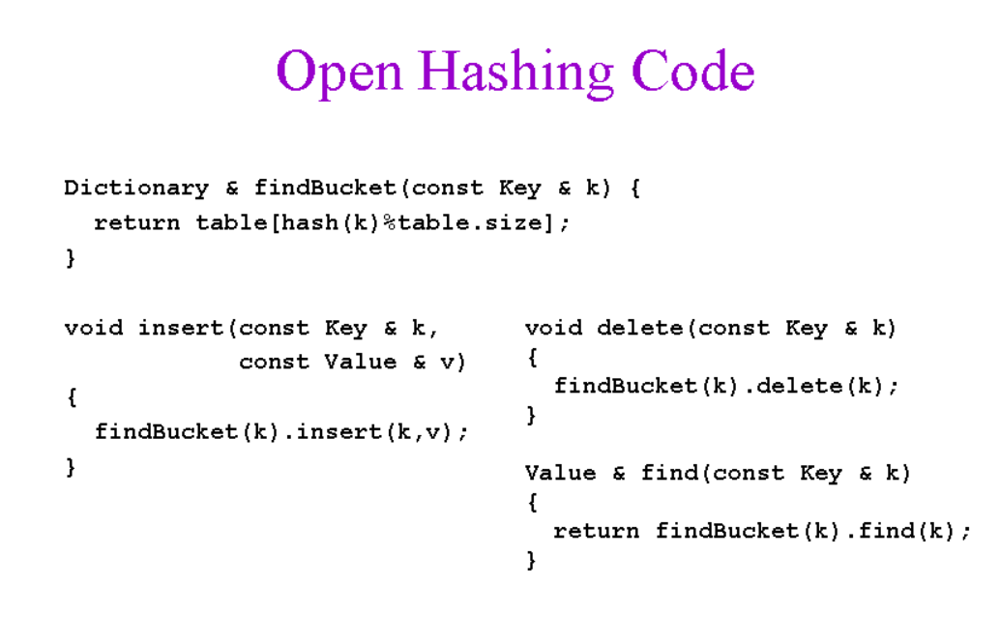 Open Hashing Code
Dictionary & findBucket(const Key & k) {
  return table[hash(k)%table.size];
}
void insert(const Key & k,
            const Value & v)
{
  findBucket(k).insert(k,v);
}
void delete(const Key & k)
{
  findBucket(k).delete(k);
}
Value & find(const Key & k)
{
  return findBucket(k).find(k);
}